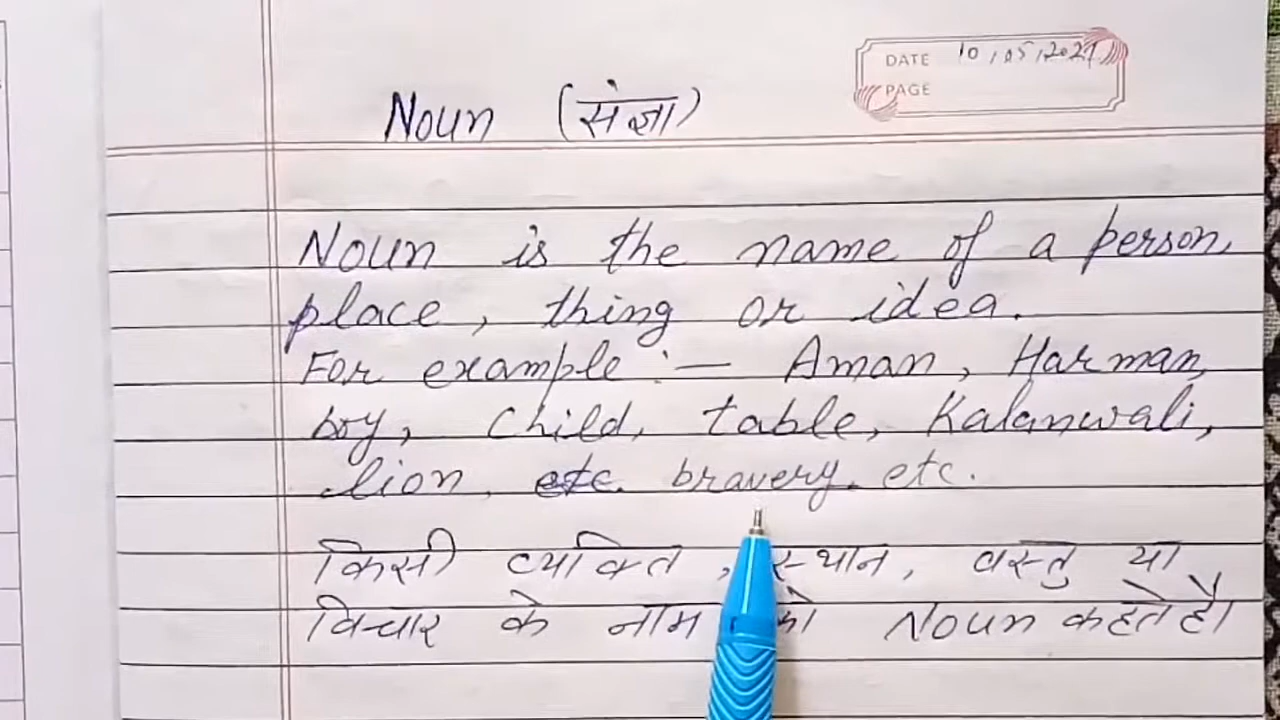 DATE 10,05,2021
PAGE
Noun (संज्ञा)
Noun is the name of a person,
place, thing or idea.
For example :- Aman, Harman,
boy, child, table, Kalanwali,
lion, etc. bravery. etc.
किसी व्यक्ति, स्थान, वस्तु या
विचार के नाम को Noun कहते है।